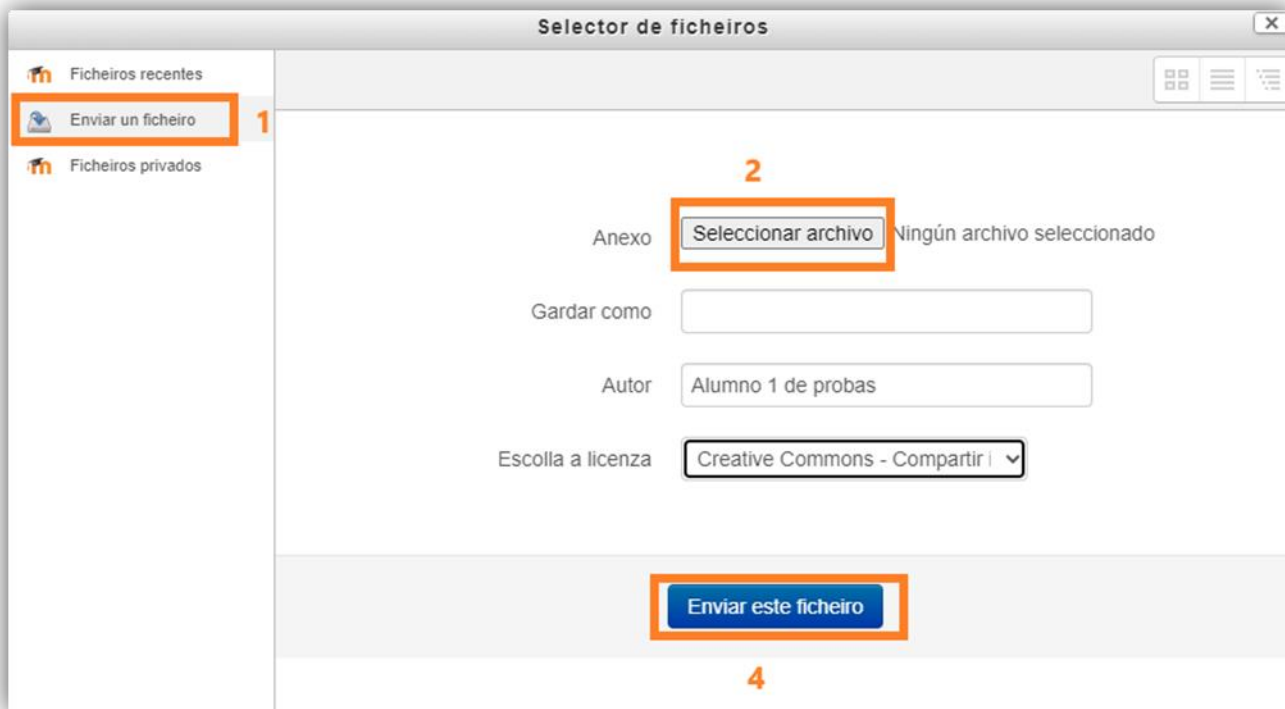 Selector de ficheiros
Ficheiros recentes
Enviar un ficheiro 1
Ficheiros privados
2
Anexo Seleccionar archivo Ningún archivo seleccionado
Gardar como
Autor Alumno 1 de probas
Escolla a licenza Creative Commons - Compartir i
Enviar este ficheiro
4